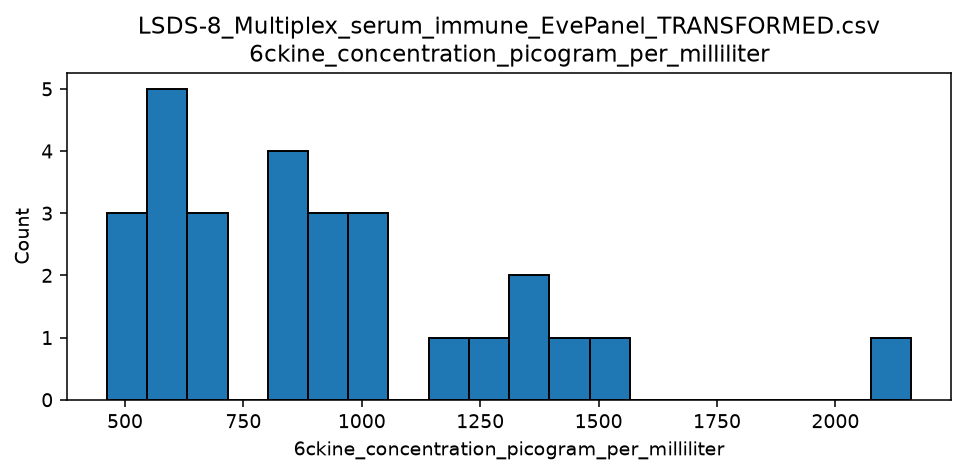 LSDS-8_Multiplex_serum_immune_EvePanel_TRANSFORMED.csv
6ckine_concentration_picogram_per_milliliter
5
4
3
2
1
0
Count
500 750 1000 1250 1500 1750 2000
6ckine_concentration_picogram_per_milliliter